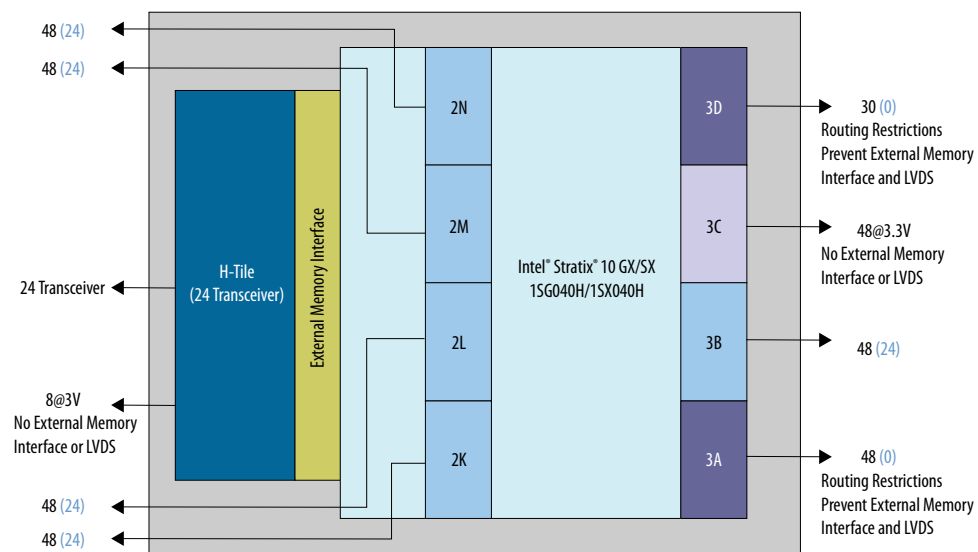 48 (24)
48 (24)
24 Transceiver
8@3V
No External Memory
Interface or LVDS
48 (24)
48 (24)
H-Tile
(24 Transceiver)
External Memory Interface
2N
2M
2L
2K
Intel® Stratix® 10 GX/SX
1SG040H/1SX040H
3D
3C
3B
3A
30 (0)
Routing Restrictions
Prevent External Memory
Interface and LVDS
48@3.3V
No External Memory
Interface or LVDS
48 (24)
48 (0)
Routing Restrictions
Prevent External Memory
Interface and LVDS